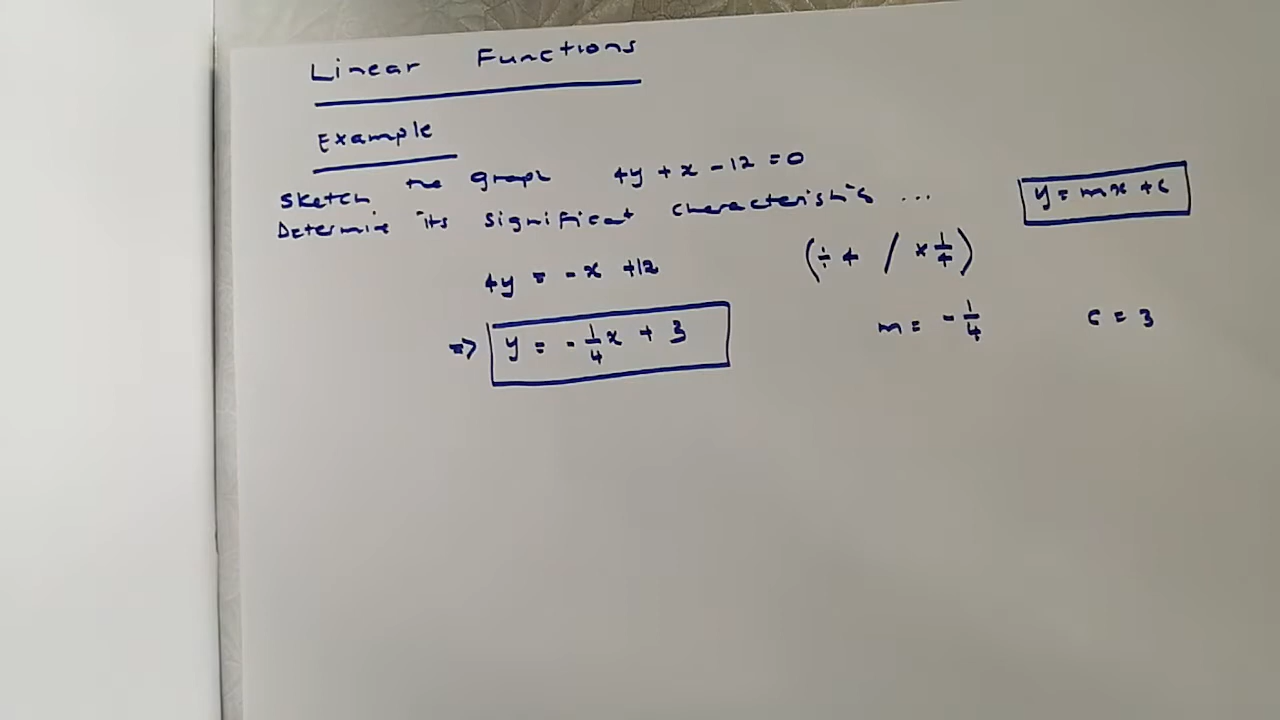 Linear Functions
Example
Sketch the graph 4y + x - 12 = 0
Determine its significat characteristics ...
y = mx + c
4y = -x + 12 (÷ 4 / × 1/4)
=> y = - 1/4 x + 3 m = - 1/4 c = 3